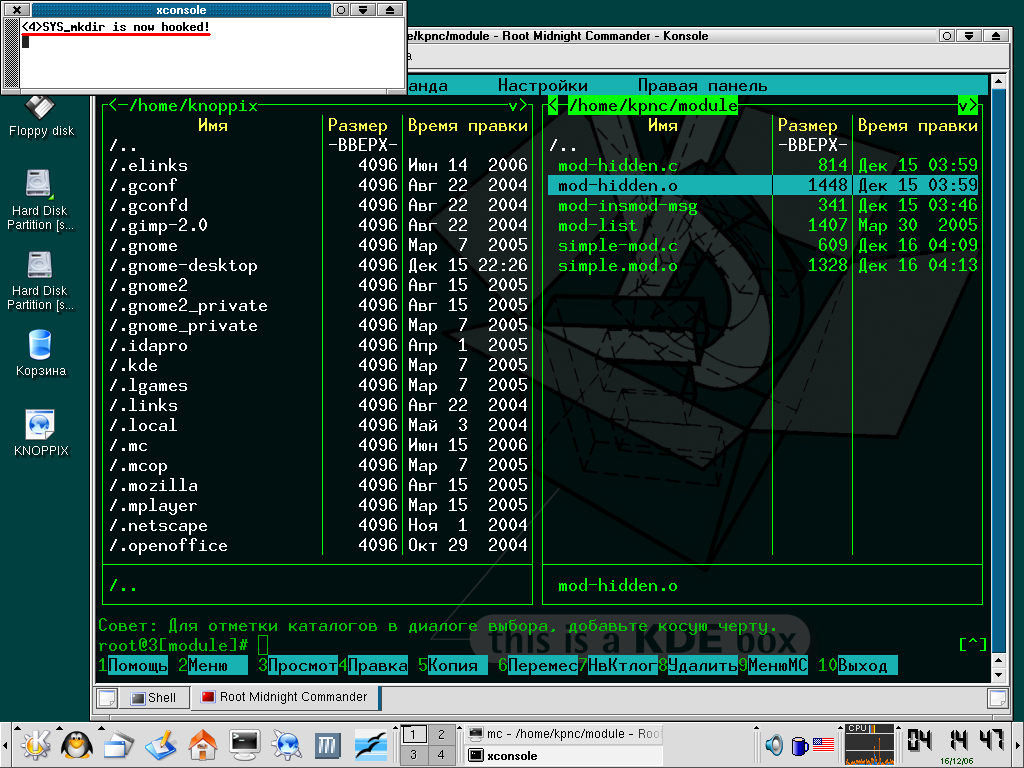 xconsole
<4>SYS_mkdir is now hooked!
e/kpnc/module - Root Midnight Commander - Konsole
анда Настройки Правая панель
<-/home/knoppix v> < /home/kpnc/module v>
Имя Размер Время правки Имя Размер Время правки
/.. -ВВЕРХ- /.. -ВВЕРХ-
/.elinks 4096 Июн 14 2006 mod-hidden.c 814 Дек 15 03:59
/.gconf 4096 Авг 22 2004 mod-hidden.o 1448 Дек 15 03:59
/.gconfd 4096 Авг 22 2004 mod-insmod-msg 341 Дек 15 03:46
/.gimp-2.0 4096 Авг 22 2004 mod-list 1407 Мар 30 2005
/.gnome 4096 Мар 7 2005 simple-mod.c 609 Дек 16 04:09
/.gnome-desktop 4096 Дек 15 22:26 simple.mod.o 1328 Дек 16 04:13
/.gnome2 4096 Авг 15 2005
/.gnome2_private 4096 Авг 15 2005
/.gnome_private 4096 Мар 7 2005
/.idapro 4096 Апр 1 2005
/.kde 4096 Мар 7 2005
/.lgames 4096 Мар 7 2005
/.links 4096 Авг 22 2004
/.local 4096 Май 3 2004
/.mc 4096 Июн 15 2006
/.mcop 4096 Мар 7 2005
/.mozilla 4096 Авг 15 2005
/.mplayer 4096 Мар 15 2005
/.netscape 4096 Ноя 1 2004
/.openoffice 4096 Окт 29 2004
/.. mod-hidden.o
Совет: Для отметки каталогов в диалоге выбора, добавьте косую черту.
this is a KDE box
root@3[module]# [^]
1Помощь 2Меню 3Просмот4Правка 5Копия 6Перемес7НвКтлог8Удалить9МенюМС 10Выход
Shell Root Midnight Commander
Floppy disk
Hard Disk
Partition [s...
Hard Disk
Partition [s...
Корзина
KNOPPIX
1 2 mc - /home/kpnc/module - Roo
3 4 xconsole
CPU
04 14 47
16/12/06